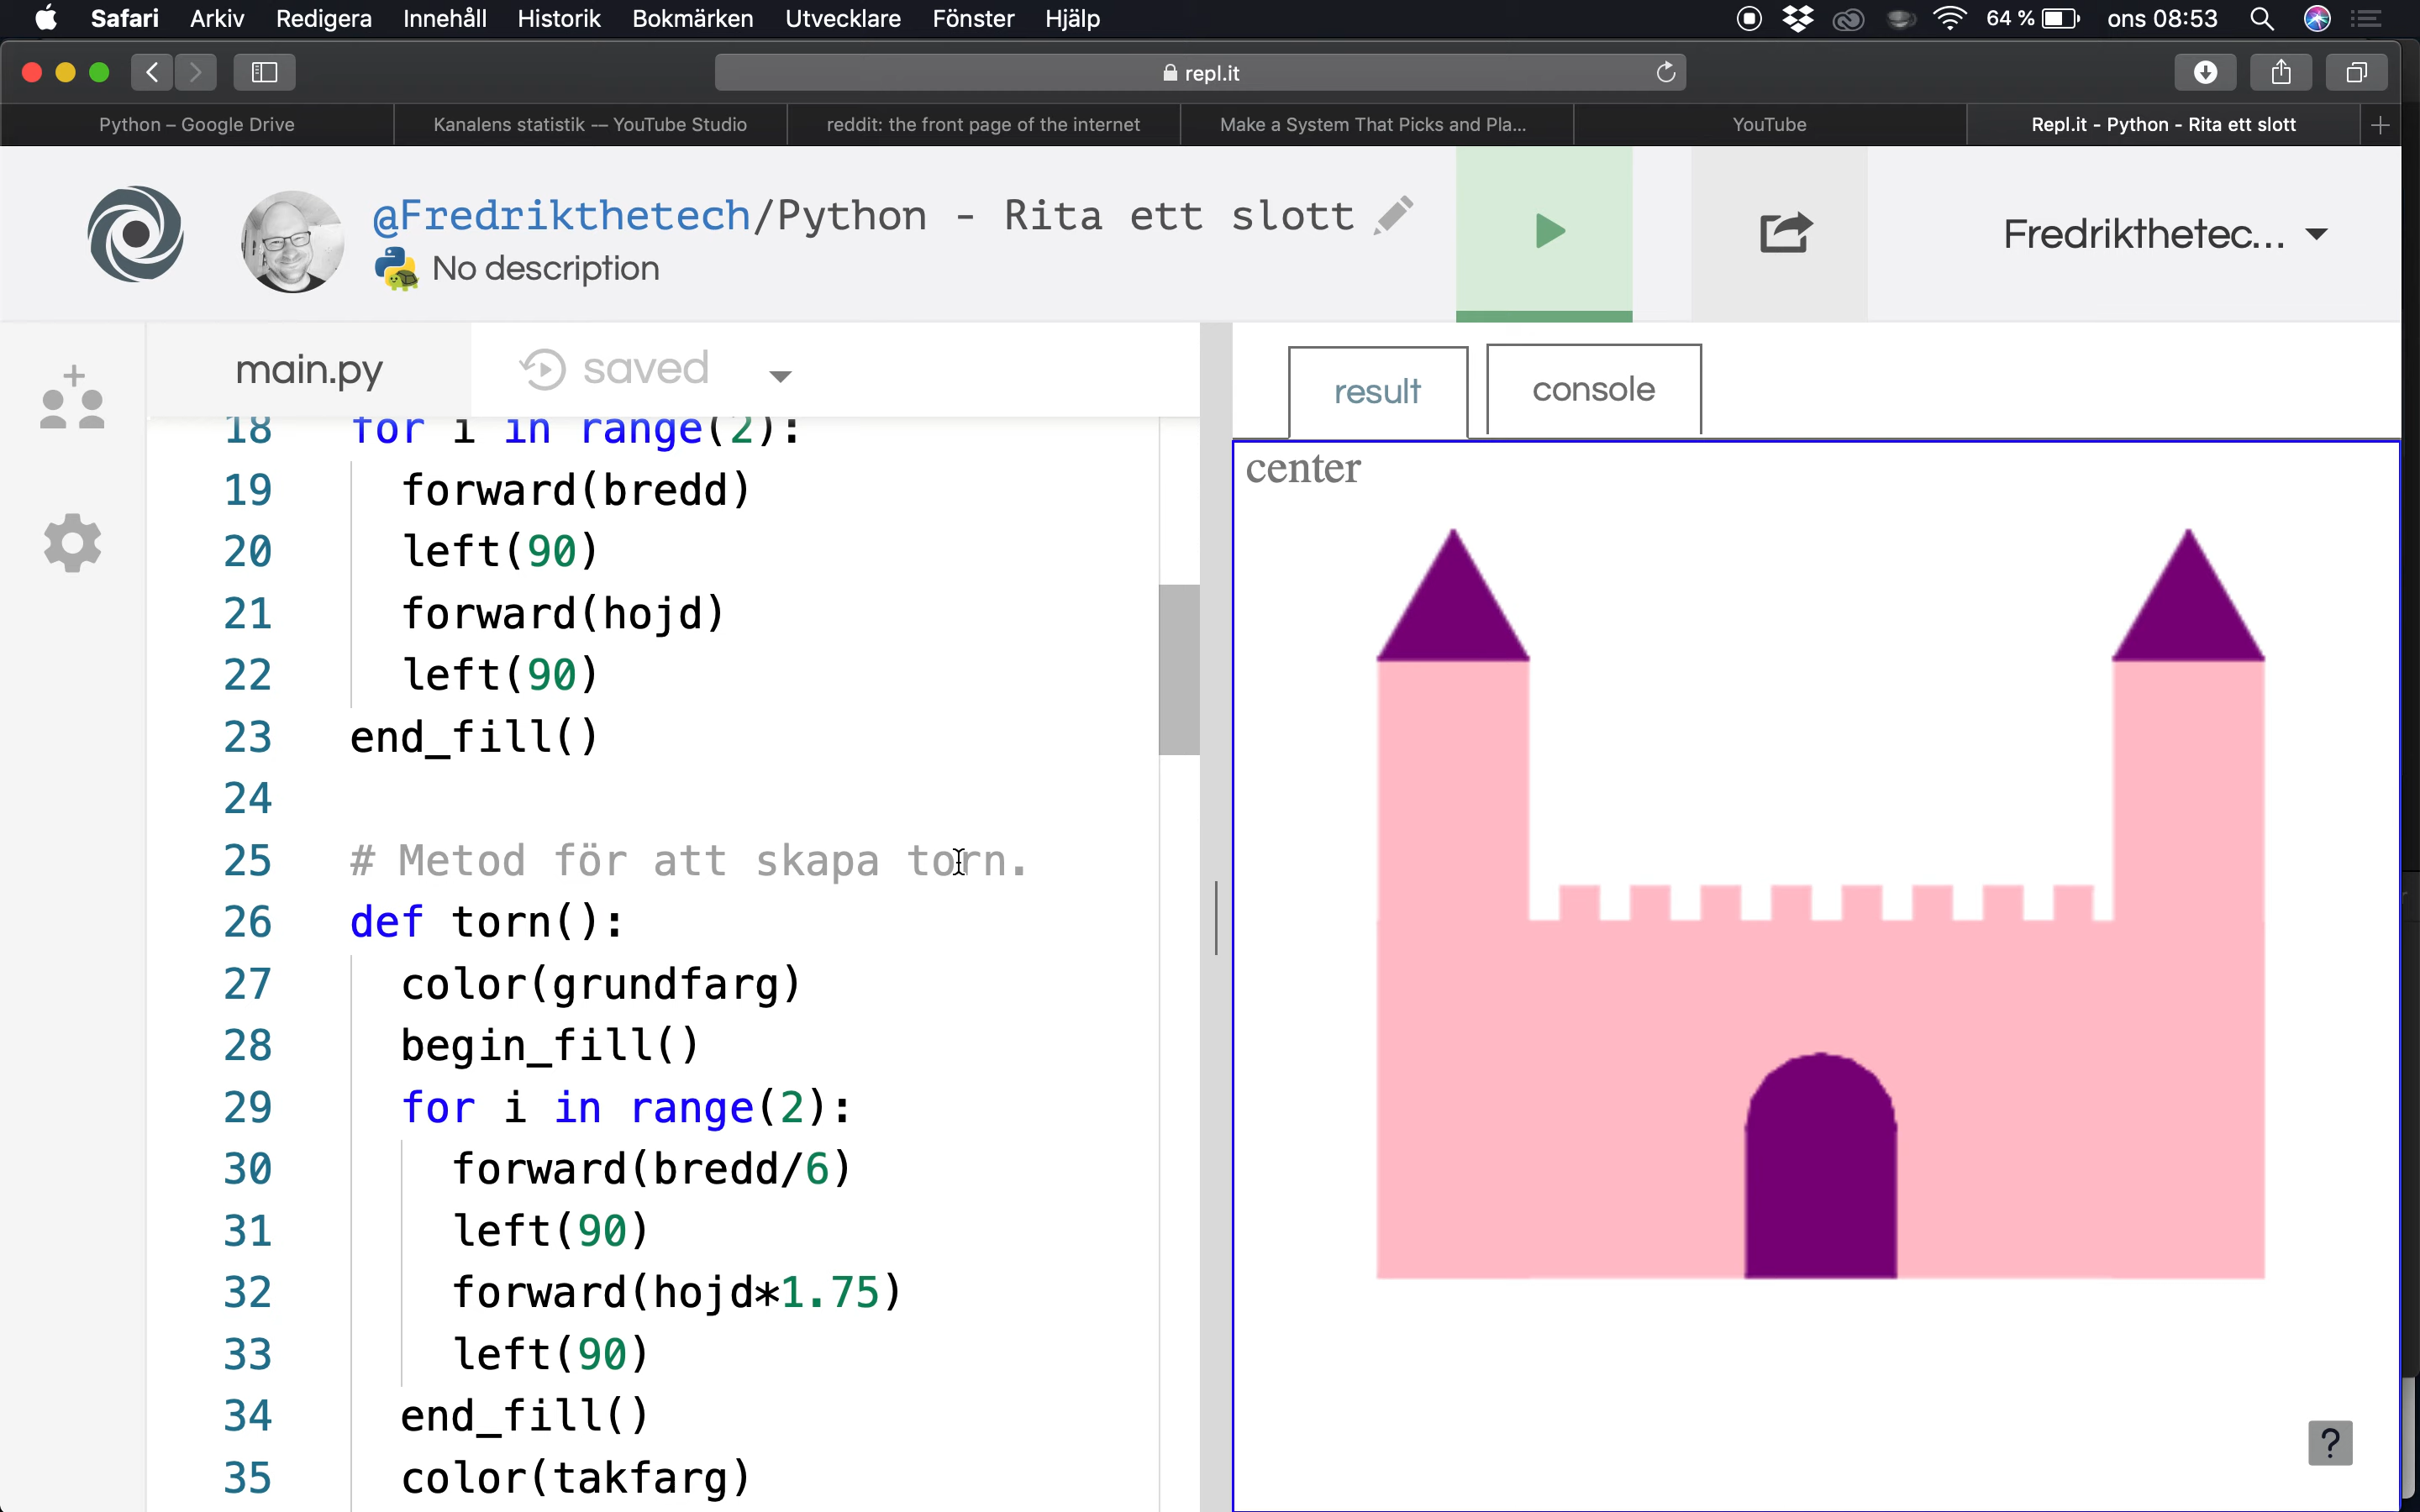 Safari Arkiv Redigera Innehåll Historik Bokmärken Utvecklare Fönster Hjälp 64 % ons 08:53
repl.it
Python – Google Drive Kanalens statistik -– YouTube Studio reddit: the front page of the internet Make a System That Picks and Pla... YouTube Repl.it - Python - Rita ett slott
@Fredrikthetech/Python - Rita ett slott
No description
Fredrikthetec...
main.py saved
result console
center
18 for i in range(2):
19 forward(bredd)
20 left(90)
21 forward(hojd)
22 left(90)
23 end_fill()
24
25 # Metod för att skapa torn.
26 def torn():
27 color(grundfarg)
28 begin_fill()
29 for i in range(2):
30 forward(bredd/6)
31 left(90)
32 forward(hojd*1.75)
33 left(90)
34 end_fill()
35 color(takfarg)
?